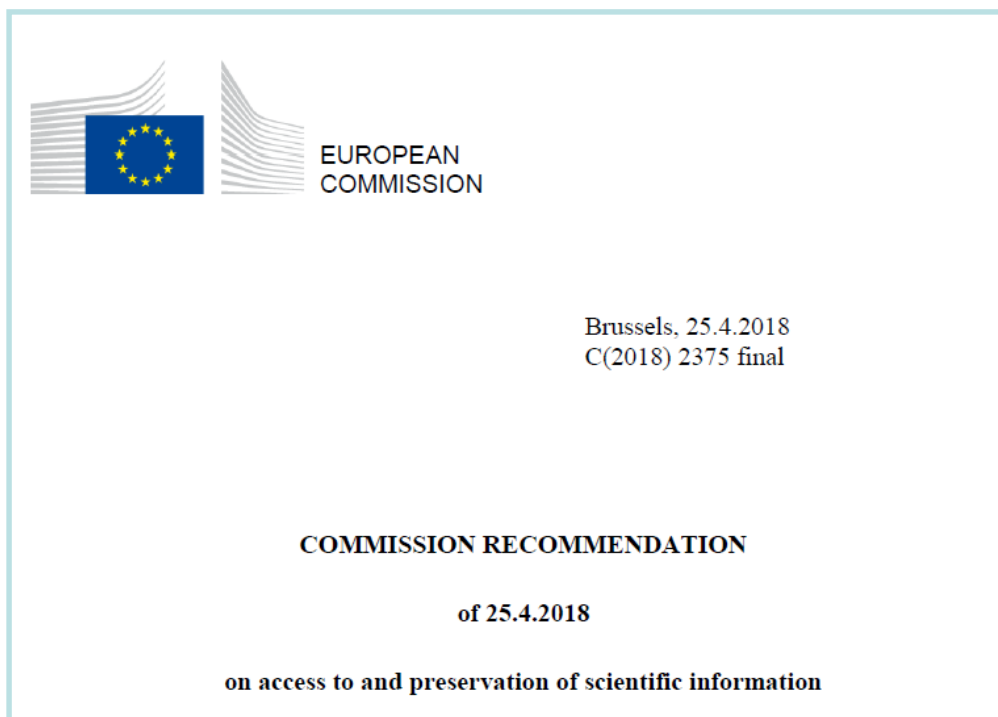 EUROPEAN
COMMISSION
Brussels, 25.4.2018
C(2018) 2375 final
COMMISSION RECOMMENDATION
of 25.4.2018
on access to and preservation of scientific information